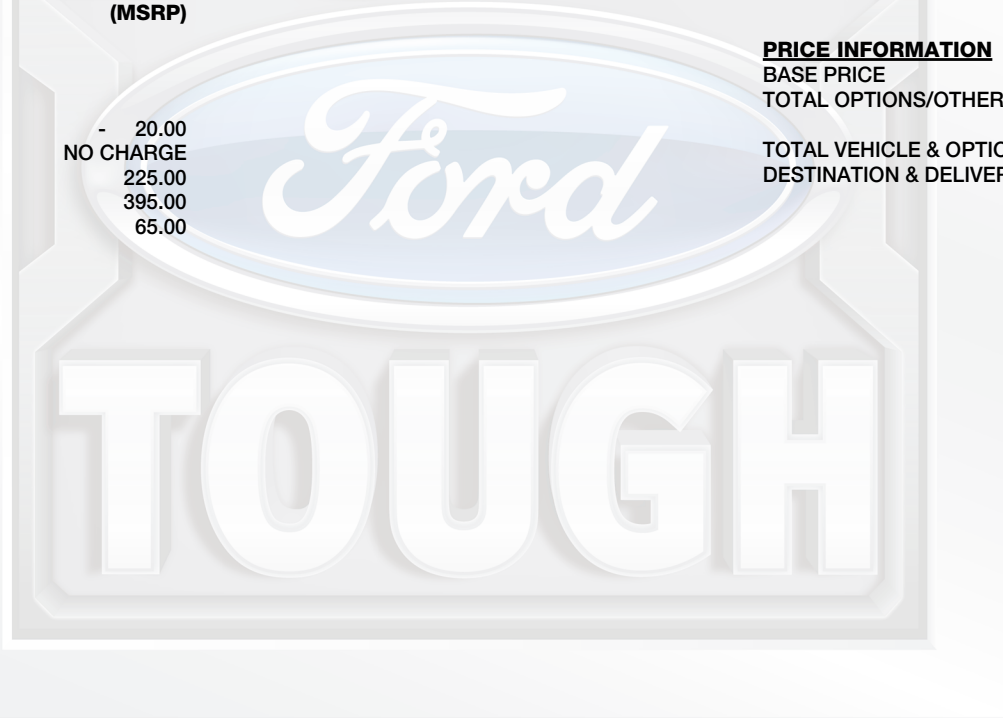 (MSRP)
- 20.00
NO CHARGE
225.00
395.00
65.00
PRICE INFORMATION
BASE PRICE
TOTAL OPTIONS/OTHER
TOTAL VEHICLE & OPTIO
DESTINATION & DELIVER
Ford
TOUGH